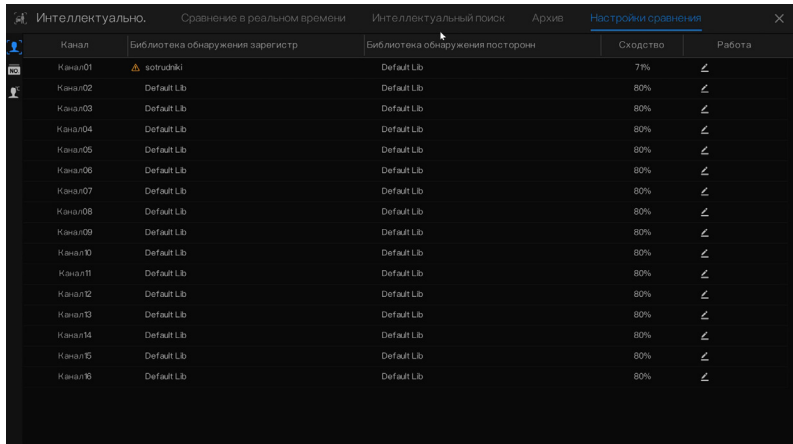 Интеллектуально. Сравнение в реальном времени Интеллектуальный поиск Архив Настройки сравнения
Канал Библиотека обнаружения зарегистр Библиотека обнаружения посторонн Сходство Работа
Канал01 sotrudniki Default Lib 71%
NO.
Канал02 Default Lib Default Lib 80%
Канал03 Default Lib Default Lib 80%
Канал04 Default Lib Default Lib 80%
Канал05 Default Lib Default Lib 80%
Канал06 Default Lib Default Lib 80%
Канал07 Default Lib Default Lib 80%
Канал08 Default Lib Default Lib 80%
Канал09 Default Lib Default Lib 80%
Канал10 Default Lib Default Lib 80%
Канал11 Default Lib Default Lib 80%
Канал12 Default Lib Default Lib 80%
Канал13 Default Lib Default Lib 80%
Канал14 Default Lib Default Lib 80%
Канал15 Default Lib Default Lib 80%
Канал16 Default Lib Default Lib 80%